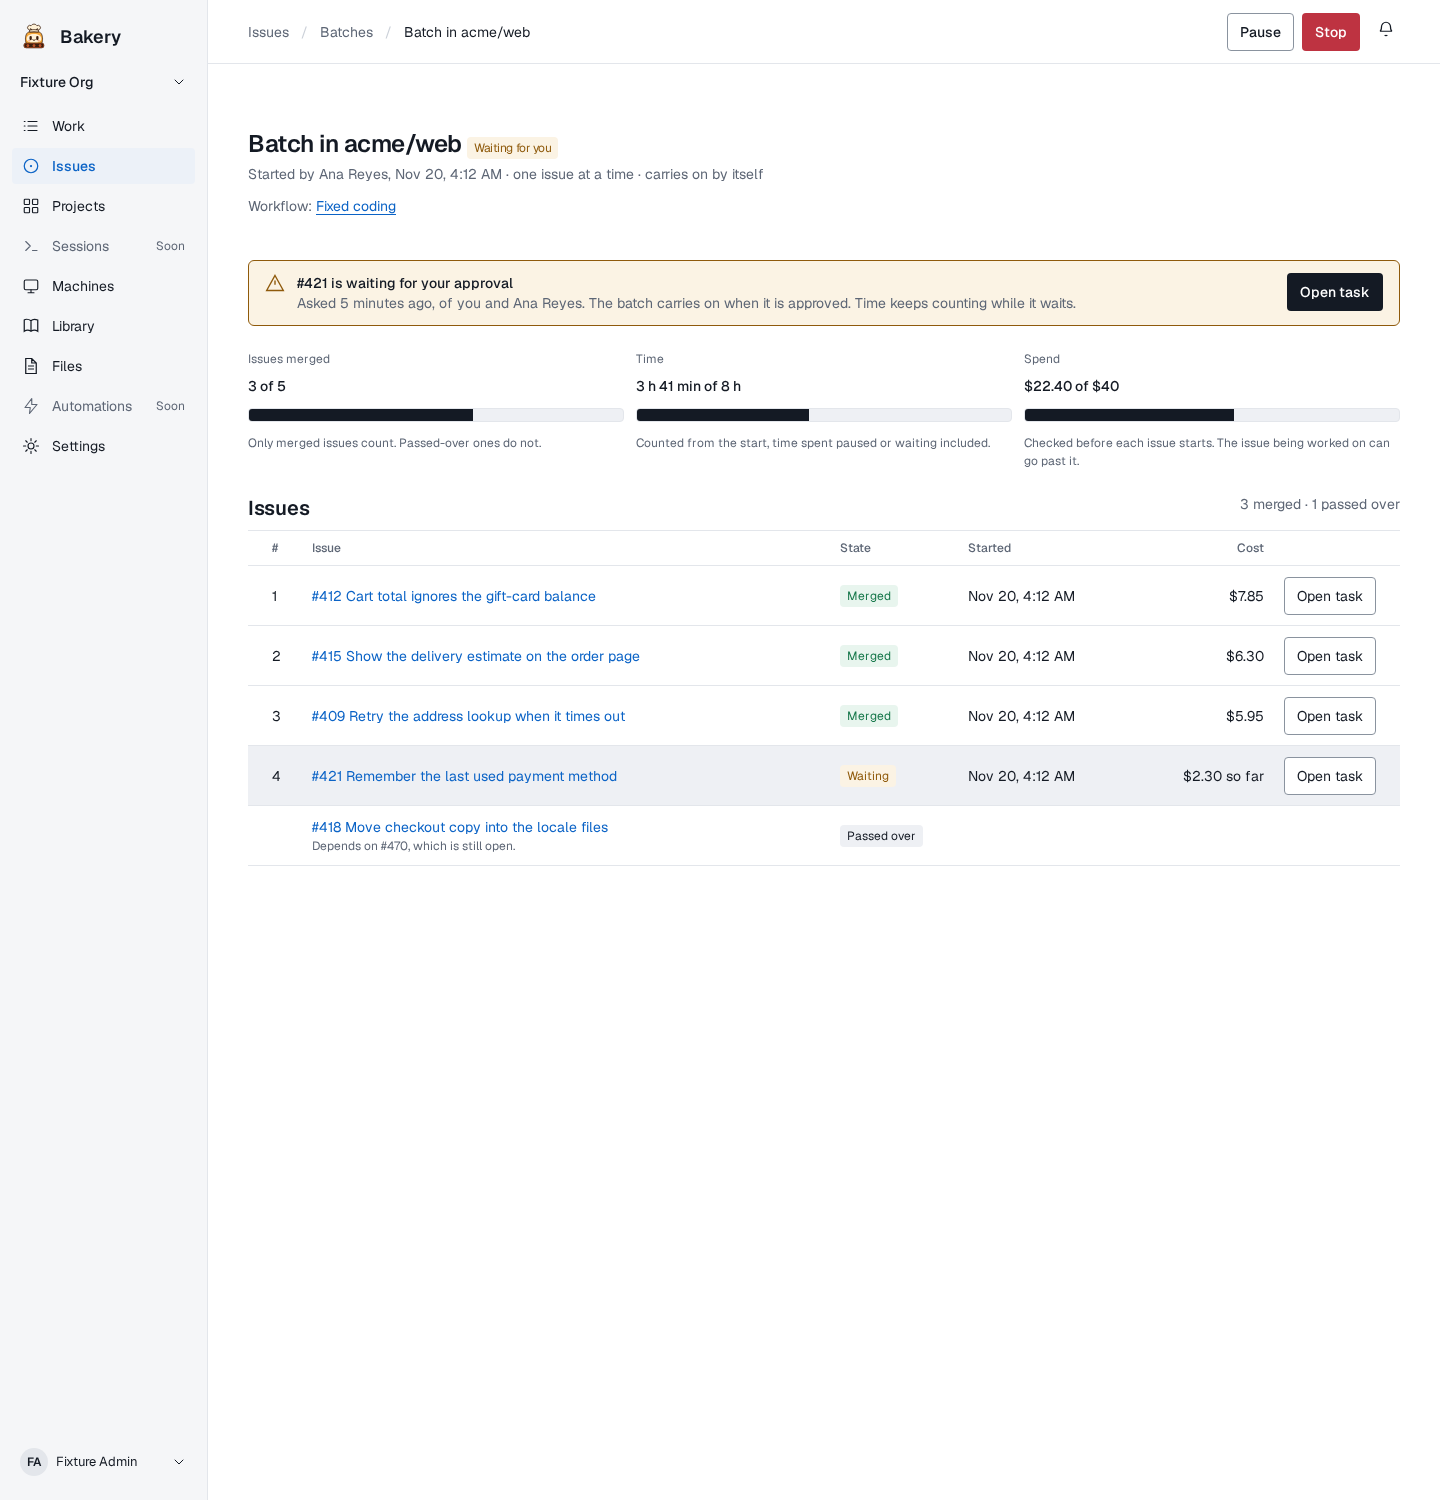 Bakery
Fixture Org
Work
Issues
Projects
Sessions Soon
Machines
Library
Files
Automations Soon
Settings
FA Fixture Admin
Issues / Batches / Batch in acme/web
Pause
Stop
Batch in acme/web Waiting for you
Started by Ana Reyes, Nov 20, 4:12 AM · one issue at a time · carries on by itself
Workflow: Fixed coding
#421 is waiting for your approval
Asked 5 minutes ago, of you and Ana Reyes. The batch carries on when it is approved. Time keeps counting while it waits.
Open task
Issues merged
3 of 5
Only merged issues count. Passed-over ones do not.
Time
3 h 41 min of 8 h
Counted from the start, time spent paused or waiting included.
Spend
$22.40 of $40
Checked before each issue starts. The issue being worked on can
go past it.
Issues
3 merged · 1 passed over
# Issue State Started Cost
1 #412 Cart total ignores the gift-card balance Merged Nov 20, 4:12 AM $7.85 Open task
2 #415 Show the delivery estimate on the order page Merged Nov 20, 4:12 AM $6.30 Open task
3 #409 Retry the address lookup when it times out Merged Nov 20, 4:12 AM $5.95 Open task
4 #421 Remember the last used payment method Waiting Nov 20, 4:12 AM $2.30 so far Open task
#418 Move checkout copy into the locale files Passed over
Depends on #470, which is still open.